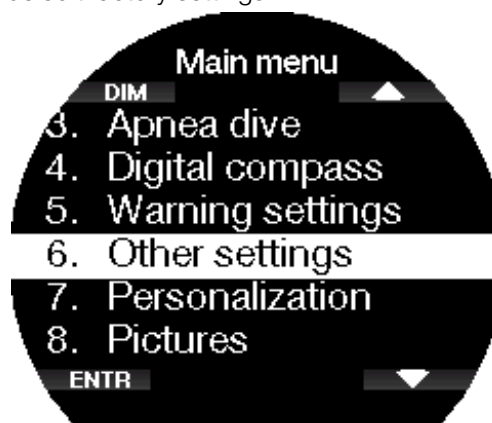 Main menu
DIM
3. Apnea dive
4. Digital compass
5. Warning settings
6. Other settings
7. Personalization
8. Pictures
ENTR